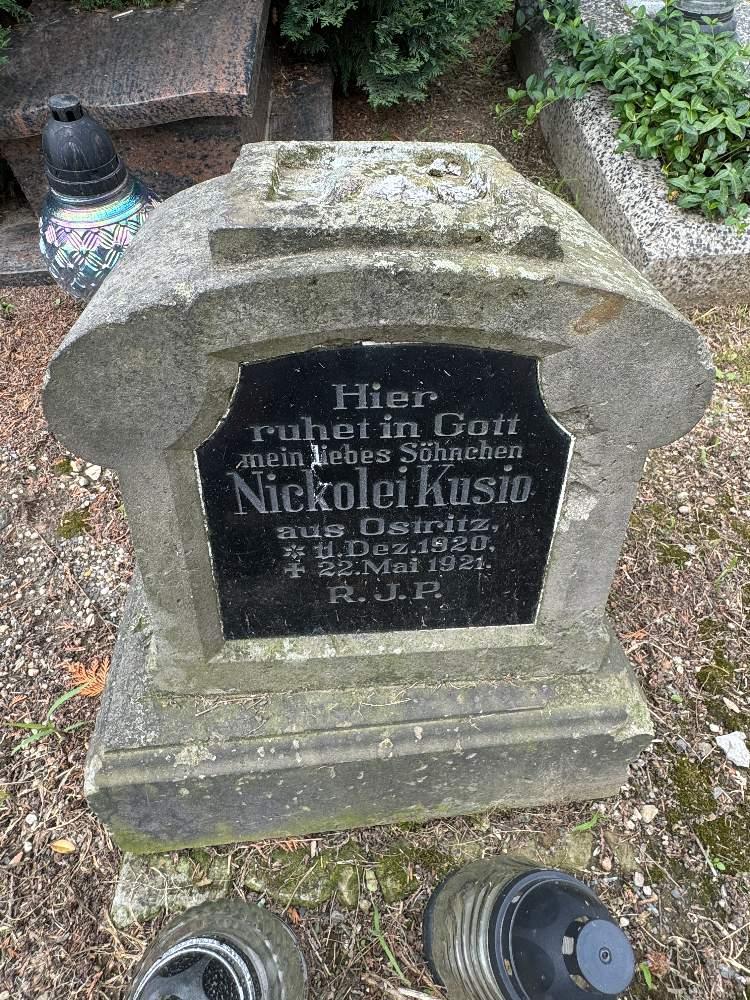 Hier
ruhet in Gott
mein liebes Söhnchen
Nickolei Kusio
aus Ostritz,
* 11. Dez. 1920,
✝ 22. Mai 1921.
R. J. P.